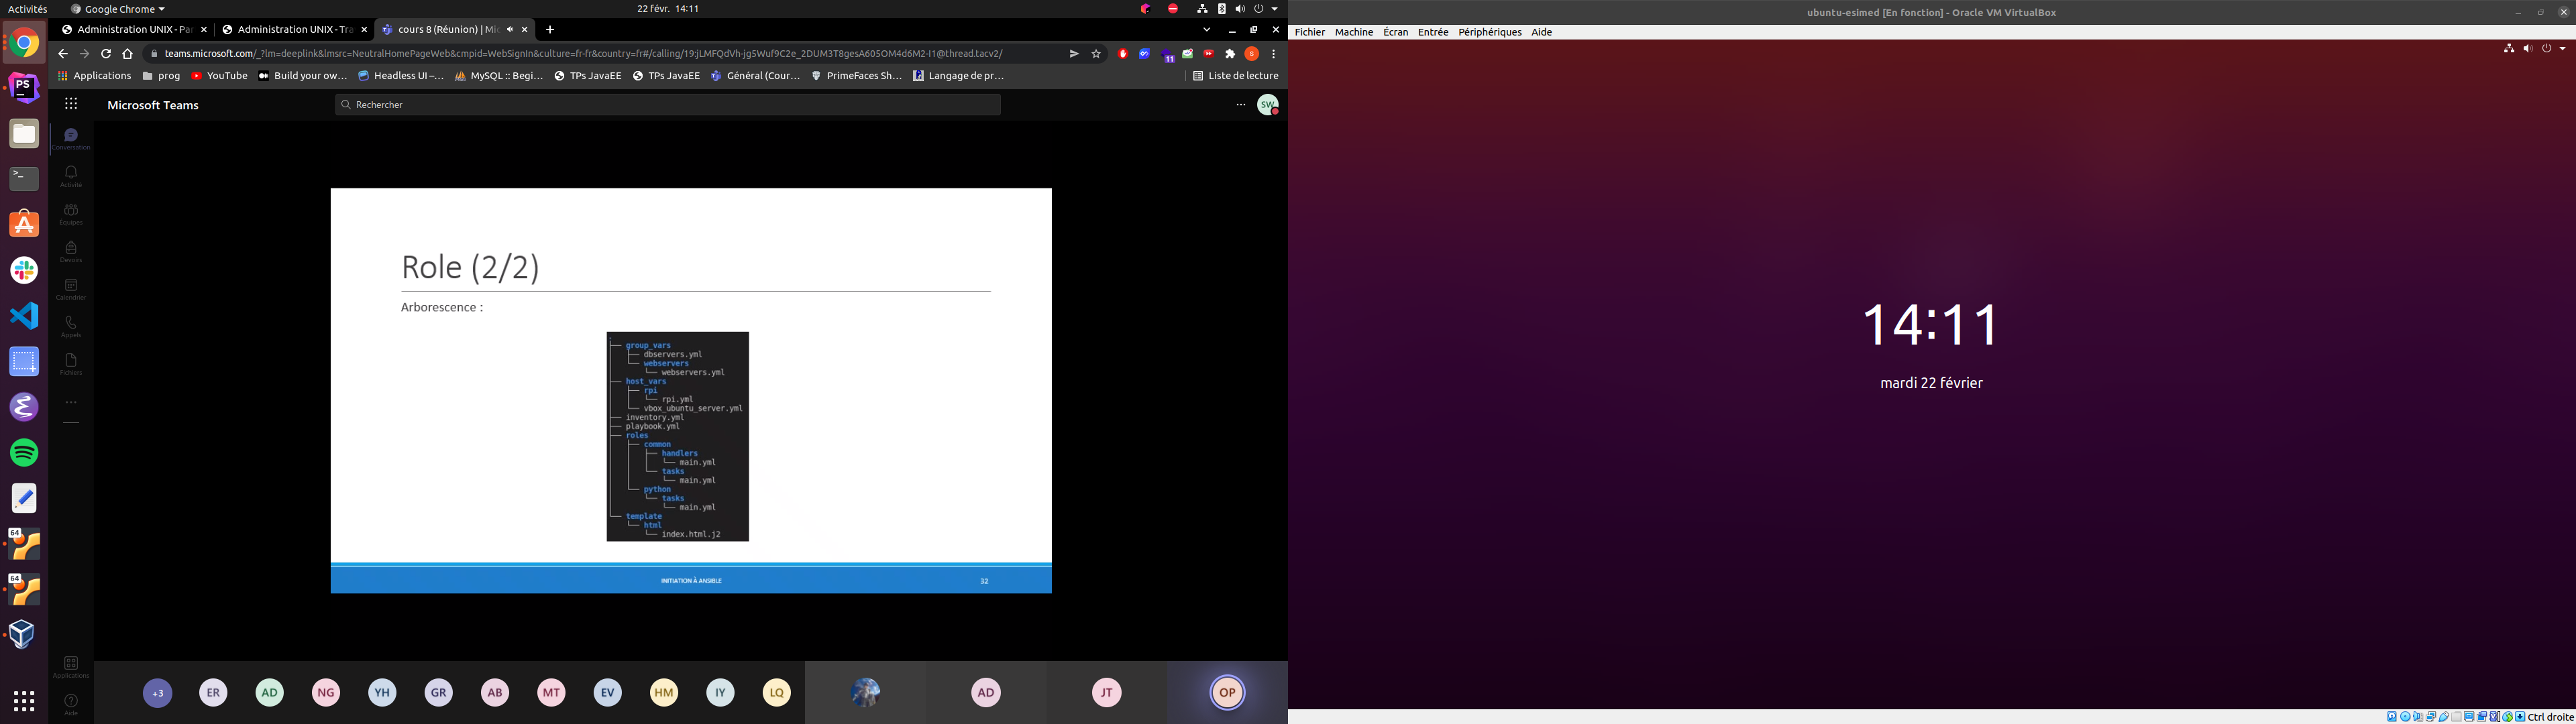 Activités
Google Chrome
22 févr. 14:11
Administration UNIX - Par
Administration UNIX - Tra
cours 8 (Réunion) | Mic
teams.microsoft.com/_?lm=deeplink&lmsrc=NeutralHomePageWeb&cmpid=WebSignIn&culture=fr-fr&country=fr#/calling/19:jLMFQdVh-jg5Wuf9C2e_2DUM3T8gesA605OM4d6M2-I1@thread.tacv2/
11
S
Applications
prog
YouTube
Build your ow…
Headless UI –…
MySQL :: Begi…
TPs JavaEE
TPs JavaEE
Général (Cour…
PrimeFaces Sh…
Langage de pr…
Liste de lecture
Microsoft Teams
Rechercher
SW
Conversation
Activité
Équipes
Devoirs
Calendrier
Appels
Fichiers
Applications
Aide
PS
64
64
Role (2/2)
Arborescence :
.
├── group_vars
│   ├── dbservers.yml
│   └── webservers
│       └── webservers.yml
├── host_vars
│   ├── rpi
│   │   └── rpi.yml
│   └── vbox_ubuntu_server.yml
├── inventory.yml
├── playbook.yml
├── roles
│   ├── common
│   │   ├── handlers
│   │   │   └── main.yml
│   │   └── tasks
│   │       └── main.yml
│   └── python
│       └── tasks
│           └── main.yml
└── template
    └── html
        └── index.html.j2
INITIATION À ANSIBLE
32
+3
ER
AD
NG
YH
GR
AB
MT
EV
HM
IY
LQ
AD
JT
OP
ubuntu-esimed [En fonction] - Oracle VM VirtualBox
Fichier Machine Écran Entrée Périphériques Aide
14:11
mardi 22 février
Ctrl droite